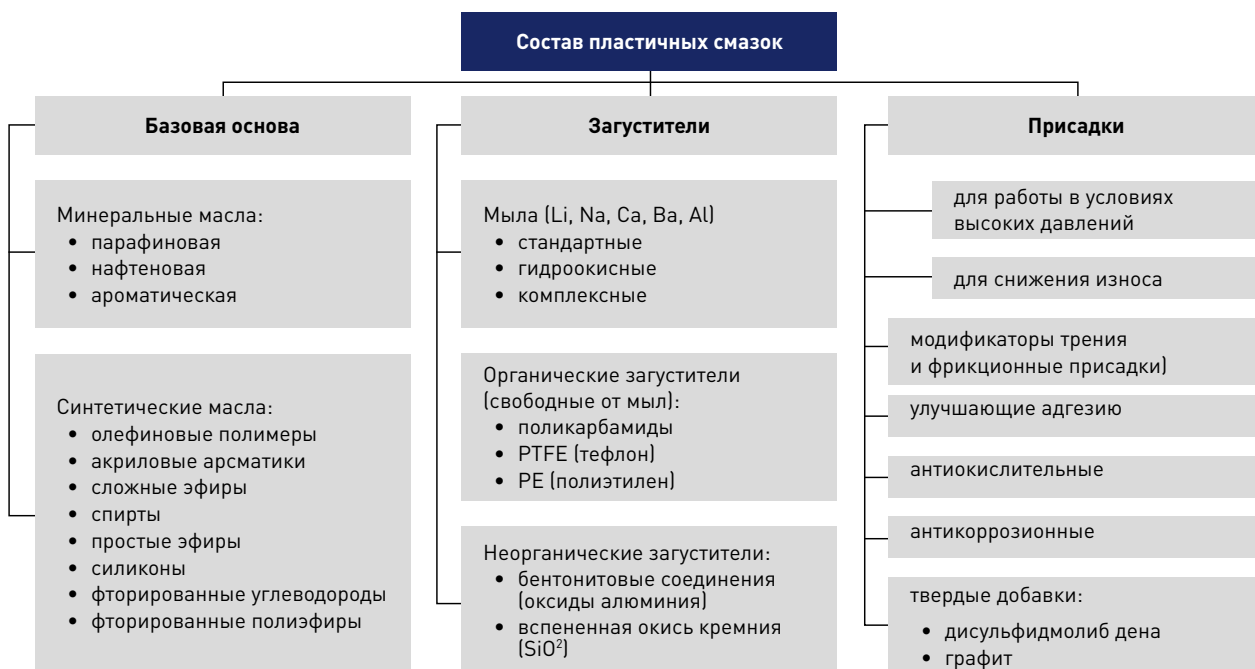 Состав пластичных смазок
Базовая основа
Минеральные масла:
• парафиновая
• нафтеновая
• ароматическая
Синтетические масла:
• олефиновые полимеры
• акриловые арсматики
• сложные эфиры
• спирты
• простые эфиры
• силиконы
• фторированные углеводороды
• фторированные полиэфиры
Загустители
Мыла (Li, Na, Ca, Ba, Al)
• стандартные
• гидроокисные
• комплексные
Органические загустители
(свободные от мыл):
• поликарбамиды
• PTFE (тефлон)
• PE (полиэтилен)
Неорганические загустители:
• бентонитовые соединения
(оксиды алюминия)
• вспененная окись кремния
(SiO²)
Присадки
для работы в условиях
высоких давлений
для снижения износа
модификаторы трения
и фрикционные присадки)
улучшающие адгезию
антиокислительные
антикоррозионные
твердые добавки:
• дисульфидмолиб дена
• графит